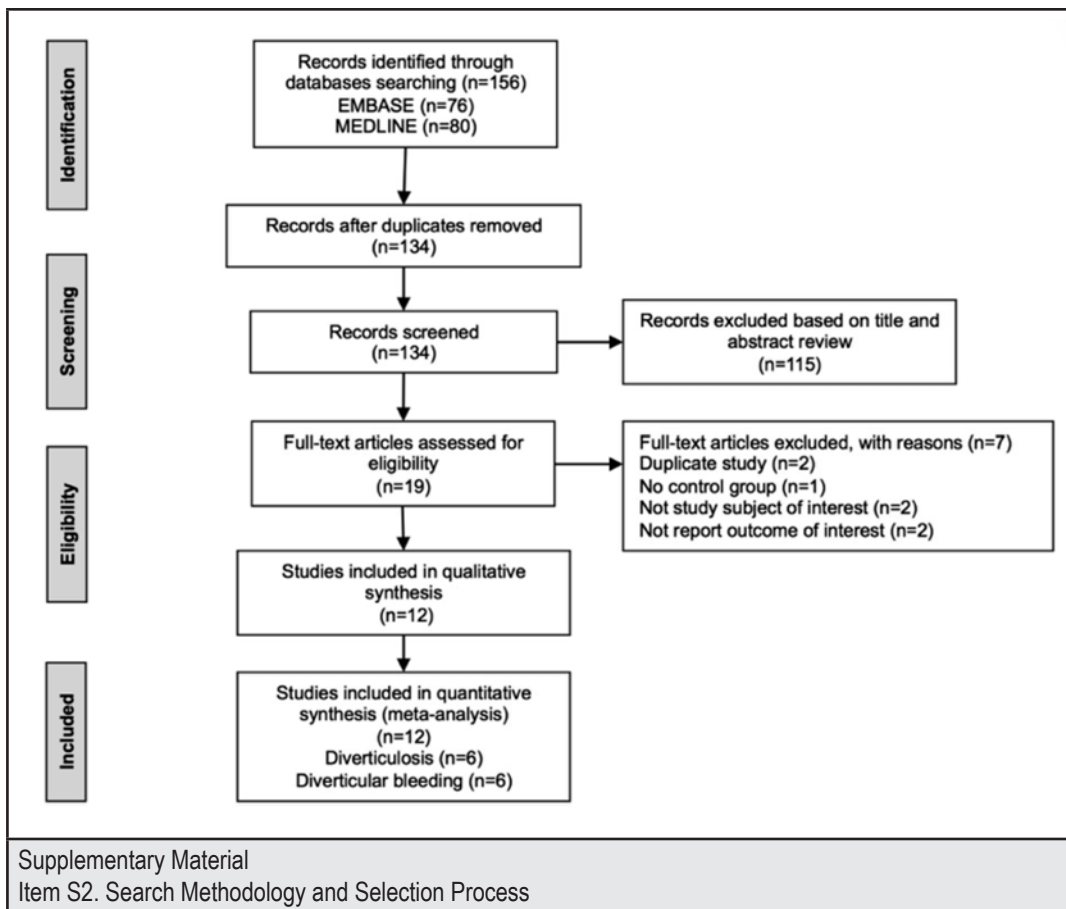 Identification
Records identified through
databases searching (n=156)
EMBASE (n=76)
MEDLINE (n=80)
Records after duplicates removed
(n=134)
Screening
Records screened
(n=134)
Records excluded based on title and
abstract review
(n=115)
Eligibility
Full-text articles assessed for
eligibility
(n=19)
Full-text articles excluded, with reasons (n=7)
Duplicate study (n=2)
No control group (n=1)
Not study subject of interest (n=2)
Not report outcome of interest (n=2)
Studies included in qualitative
synthesis
(n=12)
Included
Studies included in quantitative
synthesis (meta-analysis)
(n=12)
Diverticulosis (n=6)
Diverticular bleeding (n=6)
Supplementary Material
Item S2. Search Methodology and Selection Process